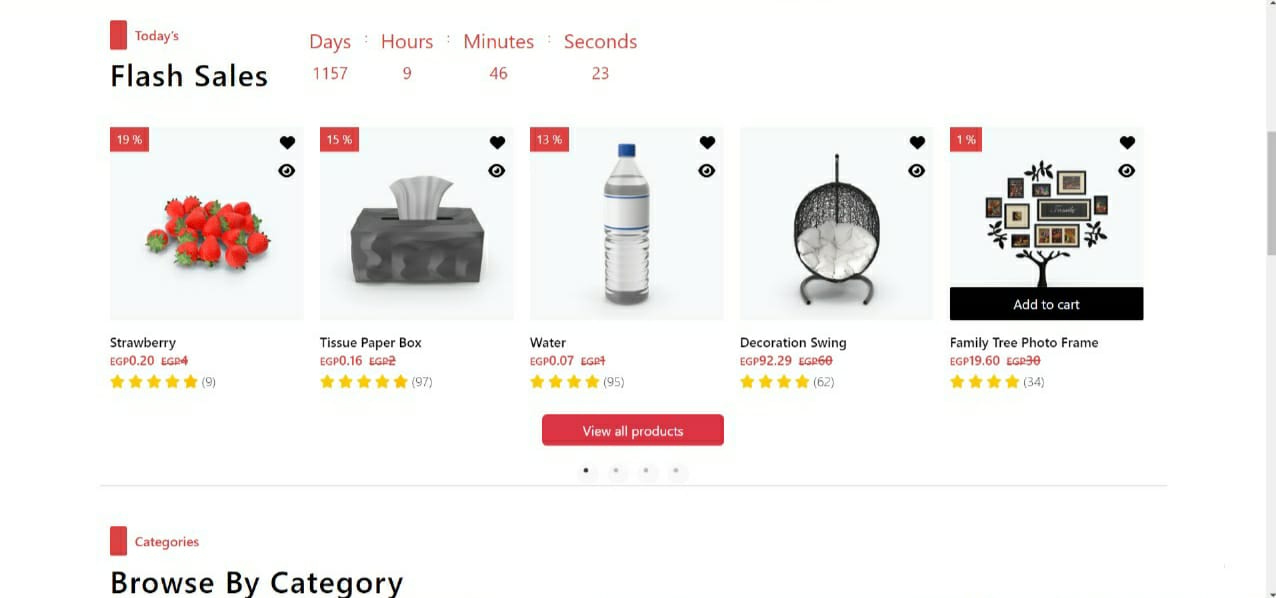 Today's
Days : Hours : Minutes : Seconds
Flash Sales
1157 9 46 23
19 % 15 % 13 % 1 %
Family
Add to cart
Strawberry Tissue Paper Box Water Decoration Swing Family Tree Photo Frame
EGP0.20 EGP4 EGP0.16 EGP2 EGP0.07 EGP1 EGP92.29 EGP60 EGP19.60 EGP30
(9) (97) (95) (62) (34)
View all products
Categories
Browse By Category